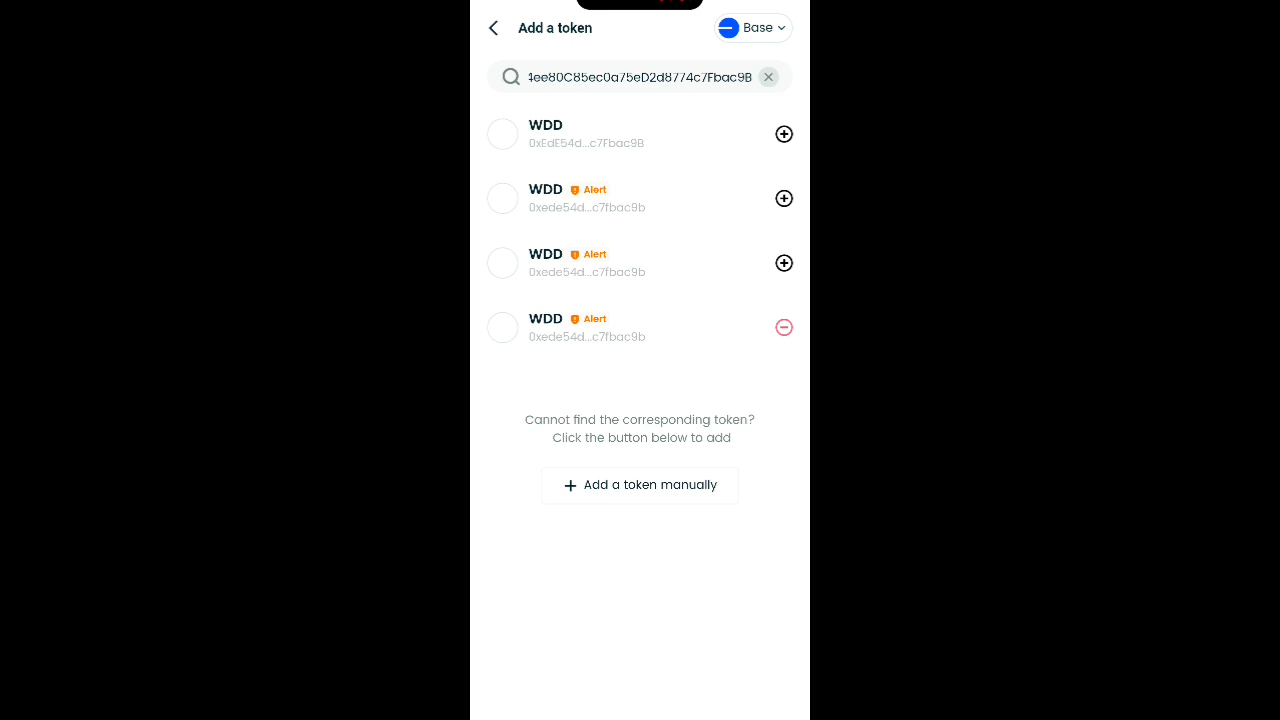 Add a token
Base
4ee80C85ec0a75eD2d8774c7Fbac9B
WDD
0xEdE54d...c7Fbac9B
WDD Alert
0xede54d...c7fbac9b
WDD Alert
0xede54d...c7fbac9b
WDD Alert
0xede54d...c7fbac9b
Cannot find the corresponding token?
Click the button below to add
Add a token manually